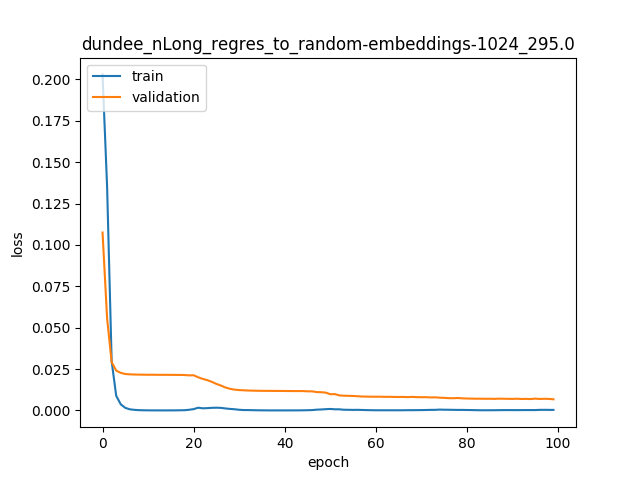 dundee_nLong_regres_to_random-embeddings-1024_295.0
train
validation
0.200
0.175
0.150
0.125
0.100
0.075
0.050
0.025
0.000
loss
0 20 40 60 80 100
epoch